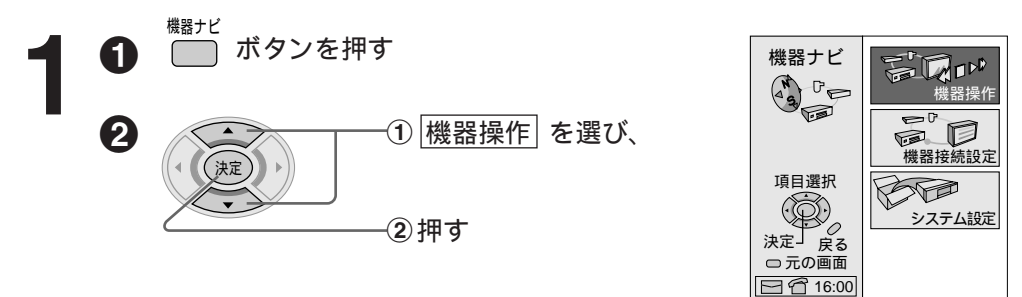 1
❶ 機器ナビ ボタンを押す
❷ 決定 ① 機器操作 を選び、
② 押す
機器ナビ
N
S
機器操作
機器接続設定
システム設定
項目選択
決定 戻る
元の画面
16:00